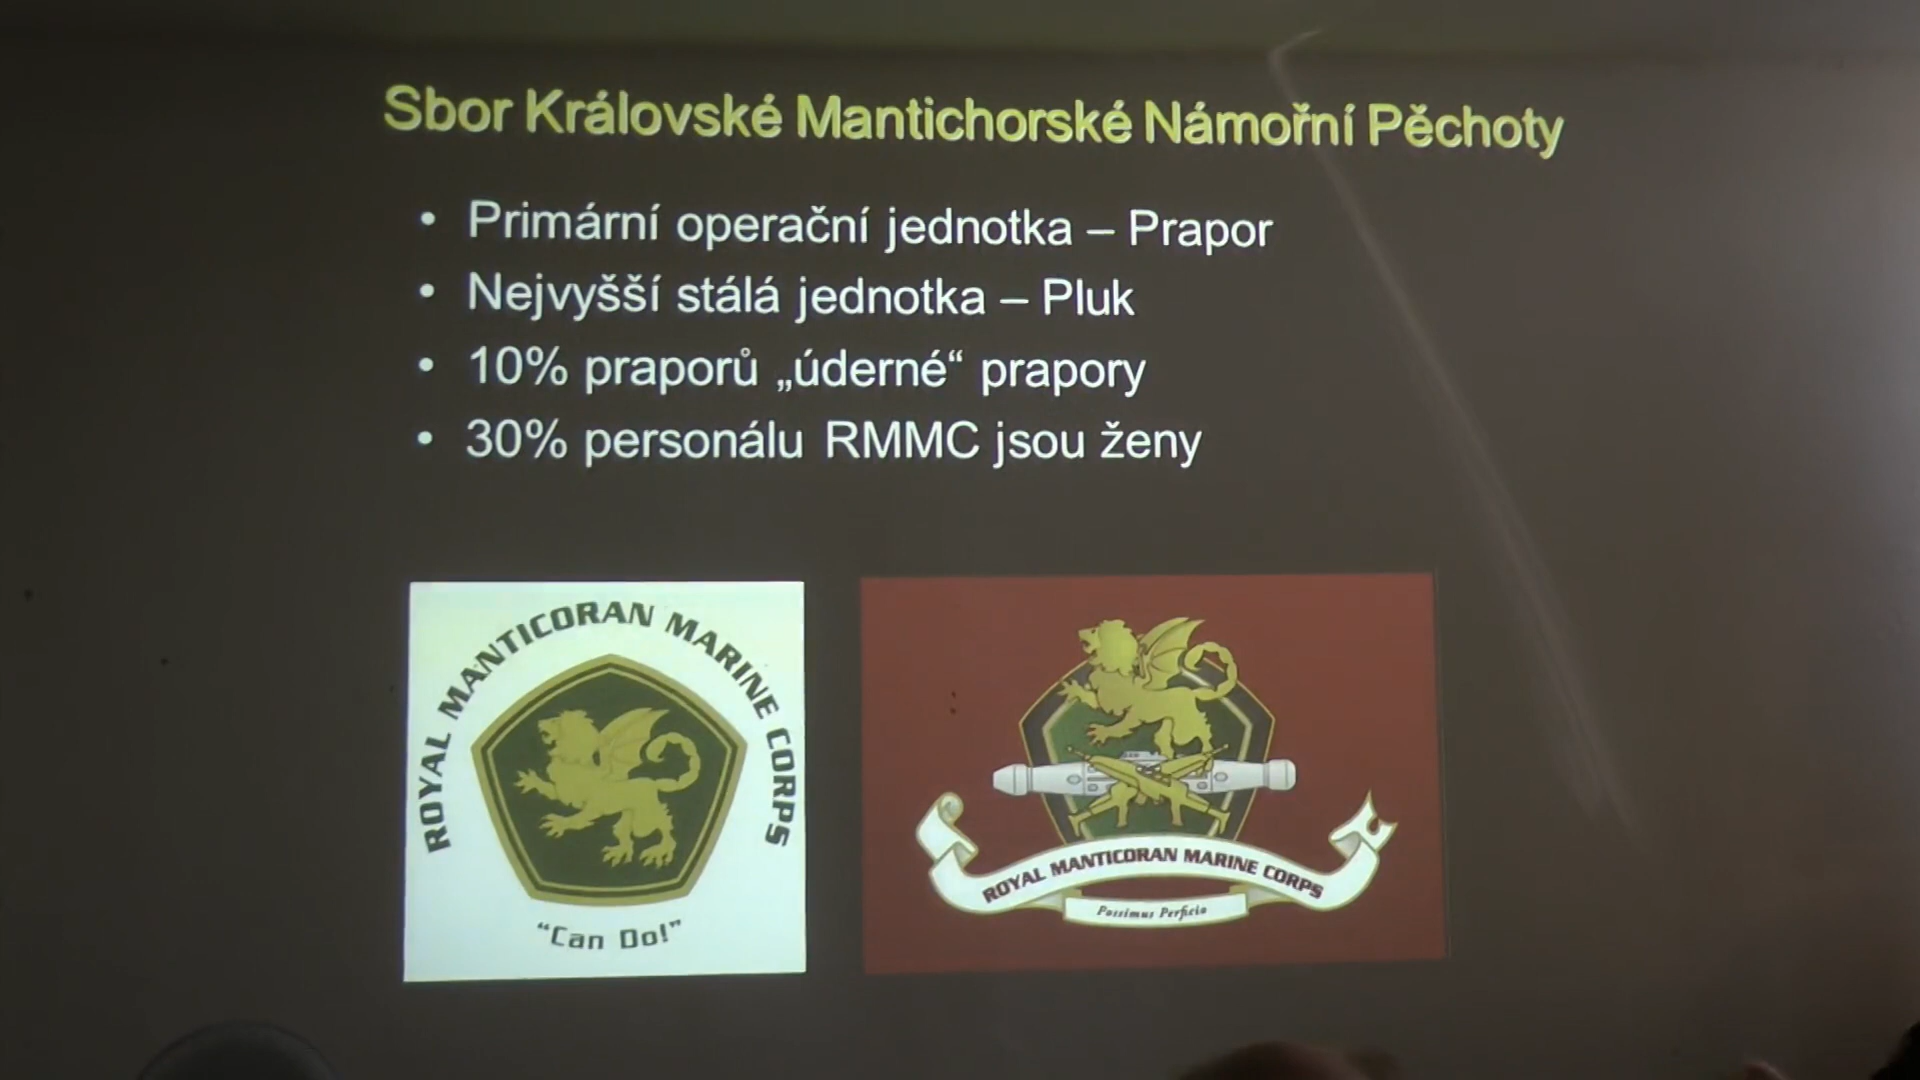 Sbor Královské Mantichorské Námořní Pěchoty
• Primární operační jednotka – Prapor
• Nejvyšší stálá jednotka – Pluk
• 10% praporů „úderné“ prapory
• 30% personálu RMMC jsou ženy
ROYAL MANTICORAN MARINE CORPS
“Can Do!”
ROYAL MANTICORAN MARINE CORPS
Possimus Perficio